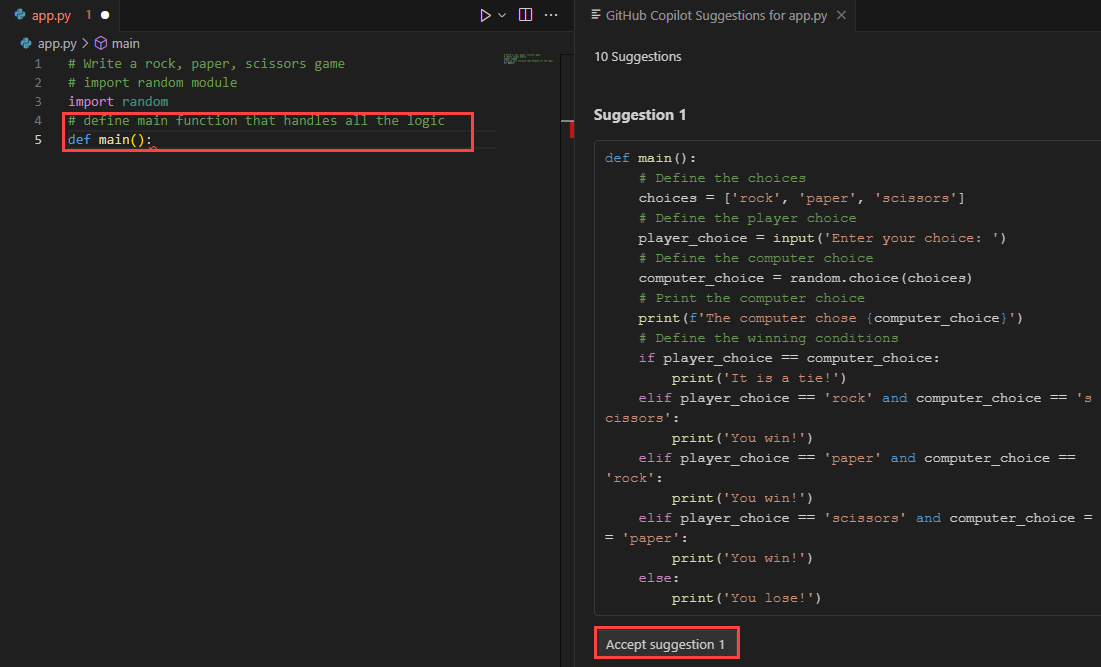 app.py 1
app.py > main
1 # Write a rock, paper, scissors game
2 # import random module
3 import random
4 # define main function that handles all the logic
5 def main():
GitHub Copilot Suggestions for app.py
10 Suggestions
Suggestion 1
def main():
    # Define the choices
    choices = ['rock', 'paper', 'scissors']
    # Define the player choice
    player_choice = input('Enter your choice: ')
    # Define the computer choice
    computer_choice = random.choice(choices)
    # Print the computer choice
    print(f'The computer chose {computer_choice}')
    # Define the winning conditions
    if player_choice == computer_choice:
        print('It is a tie!')
    elif player_choice == 'rock' and computer_choice == 's
cissors':
        print('You win!')
    elif player_choice == 'paper' and computer_choice ==
'rock':
        print('You win!')
    elif player_choice == 'scissors' and computer_choice =
= 'paper':
        print('You win!')
    else:
        print('You lose!')
Accept suggestion 1